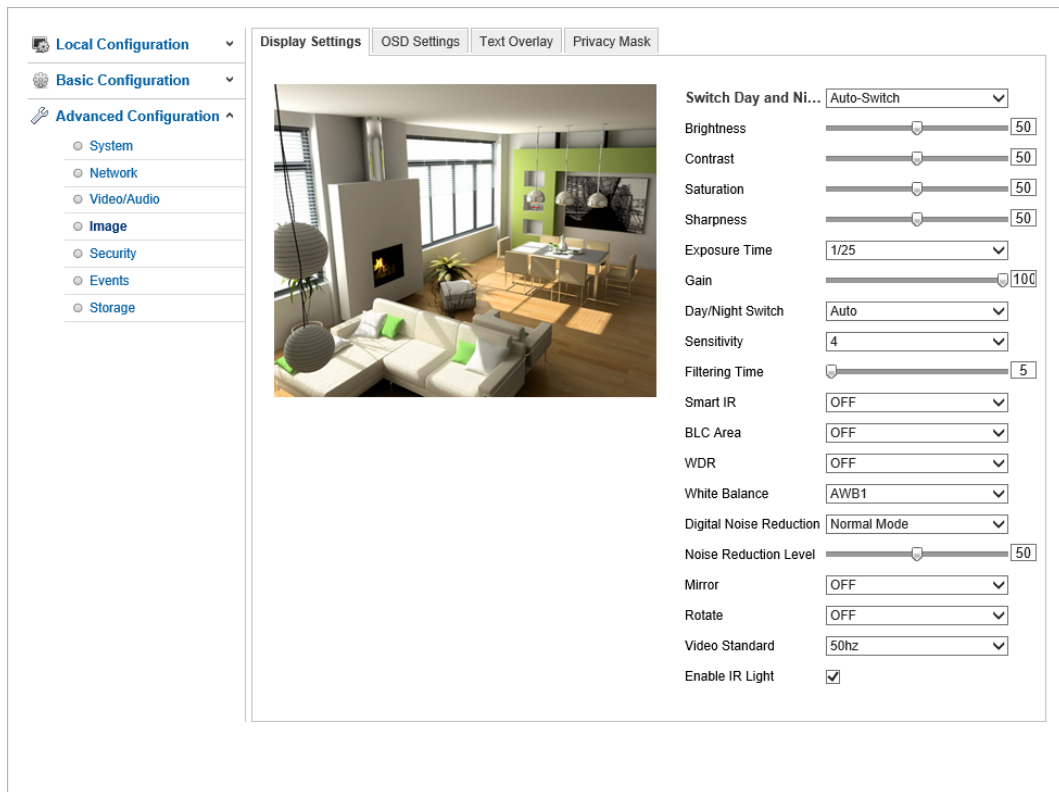 Local Configuration
Basic Configuration
Advanced Configuration
System
Network
Video/Audio
Image
Security
Events
Storage
Display Settings
OSD Settings
Text Overlay
Privacy Mask
Switch Day and Ni... Auto-Switch
Brightness 50
Contrast 50
Saturation 50
Sharpness 50
Exposure Time 1/25
Gain 100
Day/Night Switch Auto
Sensitivity 4
Filtering Time 5
Smart IR OFF
BLC Area OFF
WDR OFF
White Balance AWB1
Digital Noise Reduction Normal Mode
Noise Reduction Level 50
Mirror OFF
Rotate OFF
Video Standard 50hz
Enable IR Light